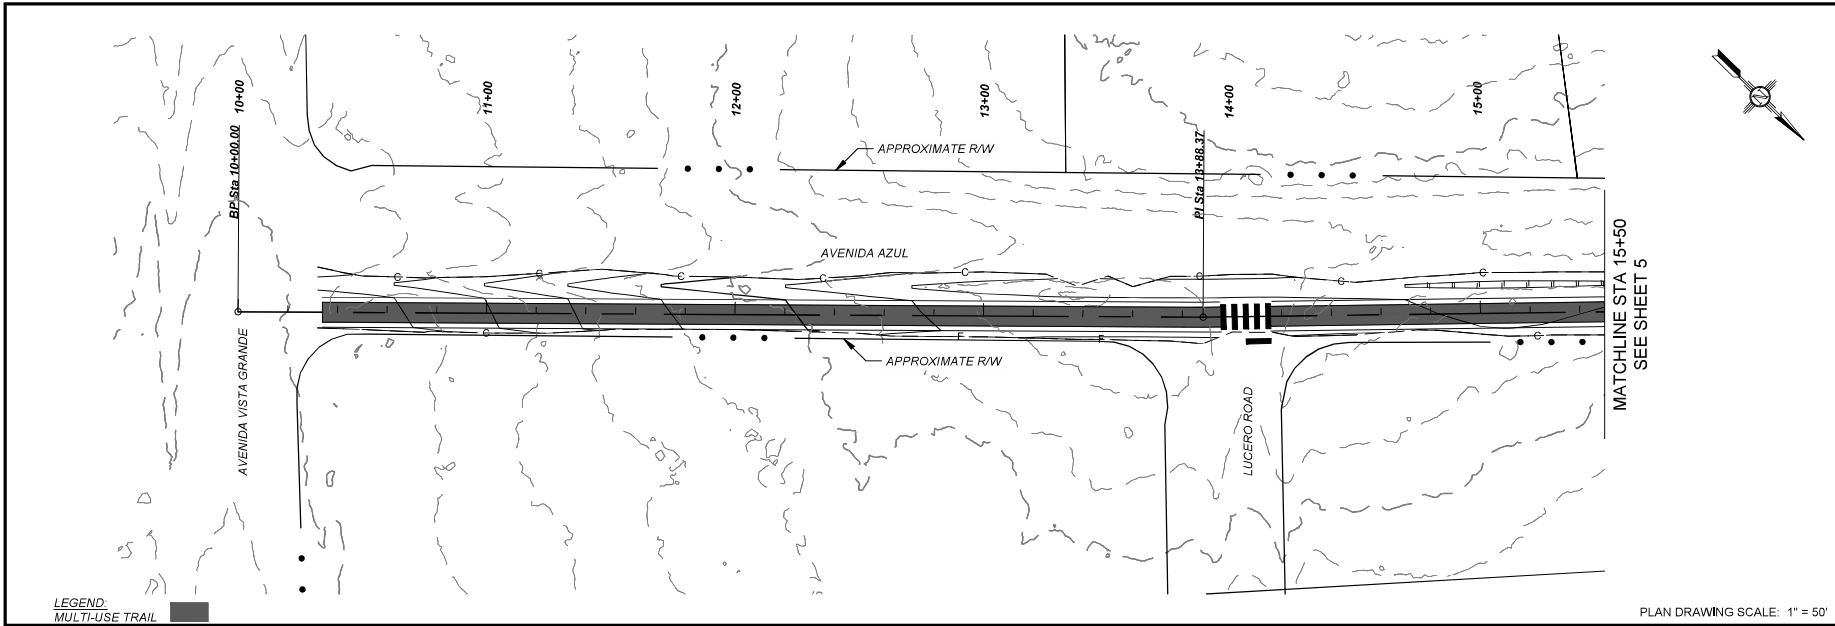 10+00
BP Sta 10+00.00
11+00
12+00
13+00
PI Sta 13+88.37
14+00
15+00
APPROXIMATE R/W
AVENIDA AZUL
C C C C C C C C
C F F C
APPROXIMATE R/W
AVENIDA VISTA GRANDE
LUCERO ROAD
MATCHLINE STA 15+50
SEE SHEET 5
LEGEND:
MULTI-USE TRAIL
PLAN DRAWING SCALE: 1" = 50'